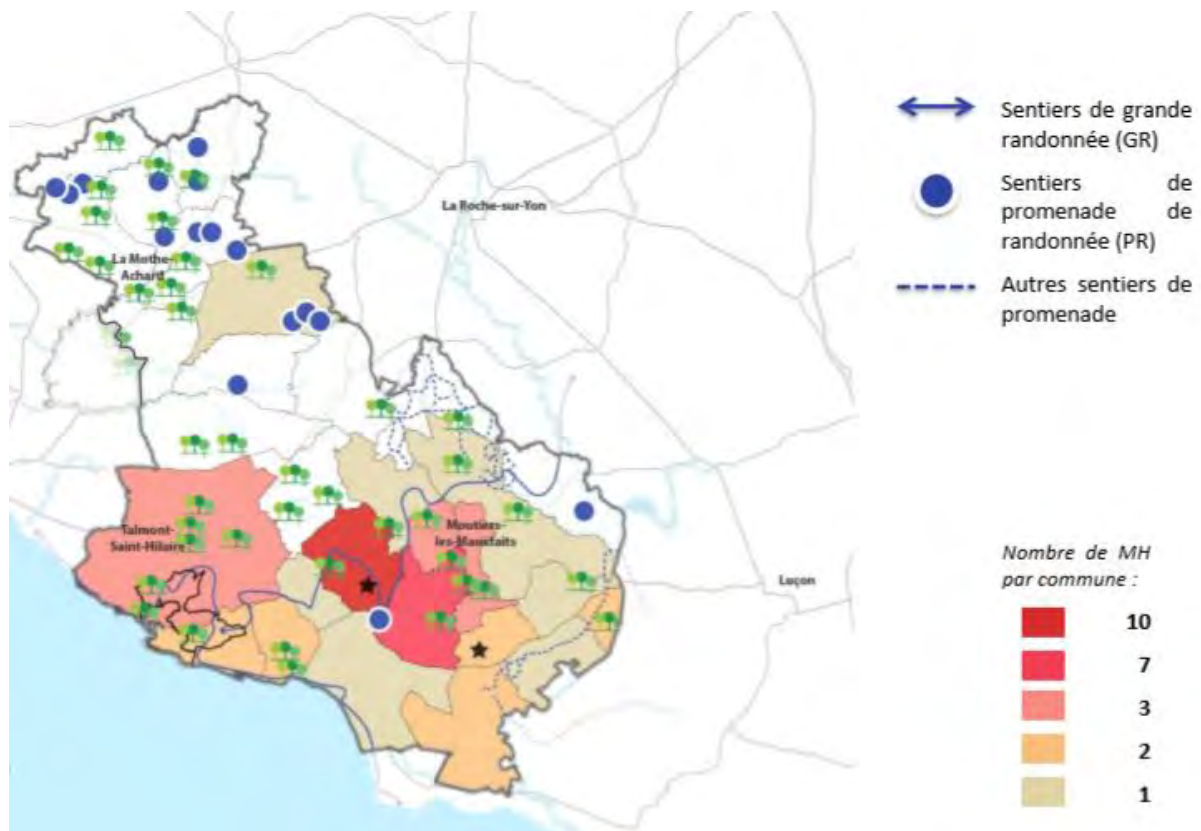 La Roche-sur-Yon
La Mothe-
Achard
Talmont-
Saint-Hilaire
Moutiers-
les-Mauxfaits
Luçon
Sentiers de grande
randonnée (GR)
Sentiers de
promenade de
randonnée (PR)
Autres sentiers de
promenade
Nombre de MH
par commune :
10
7
3
2
1